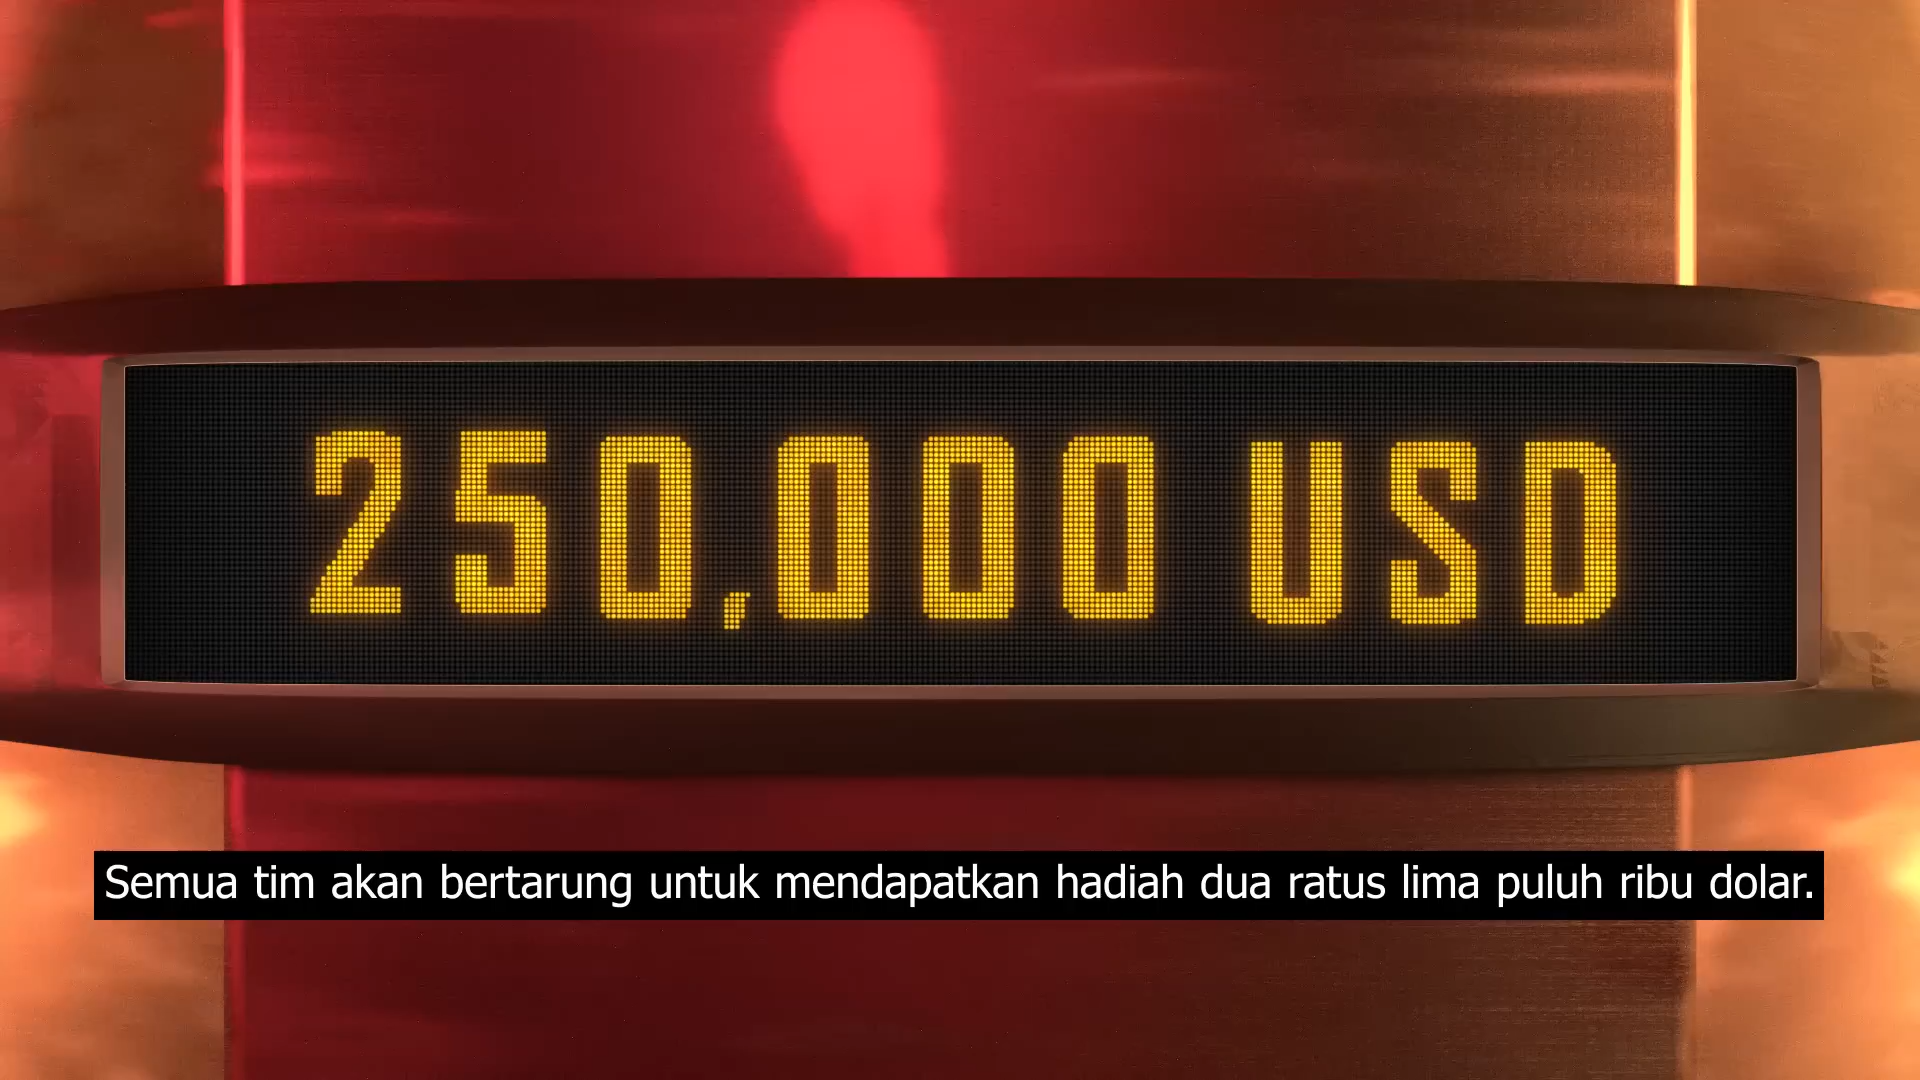 250,000 USD
Semua tim akan bertarung untuk mendapatkan hadiah dua ratus lima puluh ribu dolar.